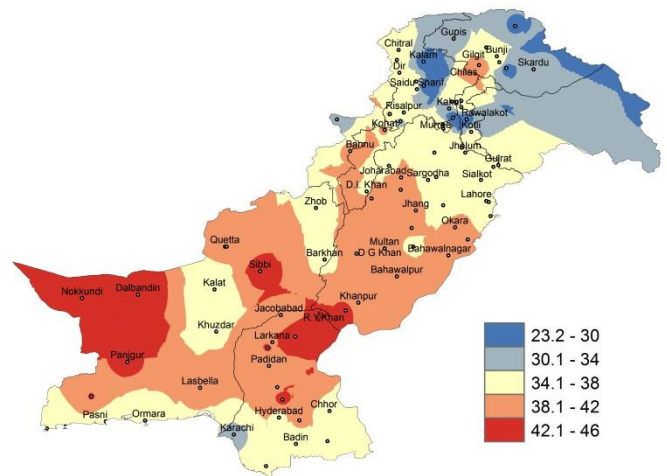 Gupis
Chitral
Kalam
Gilgit
Bunji
Dir
Chilas
Skardu
Saidu Sharif
Kakul
Risalpur
Rawalakot
Kohat
Murree
Kotli
Bannu
Jhelum
Gujrat
Joharabad
Sargodha
Sialkot
D.I. Khan
Zhob
Jhang
Lahore
Okara
Quetta
Multan
Barkhan
D G Khan
Bahawalnagar
Sibbi
Bahawalpur
Dalbandin
Nokkundi
Kalat
Khanpur
Jacobabad
R.Y.Khan
Khuzdar
Larkana
Panjgur
Padidan
Lasbella
Chhor
Pasni
Ormara
Hyderabad
Karachi
Badin
23.2 - 30
30.1 - 34
34.1 - 38
38.1 - 42
42.1 - 46